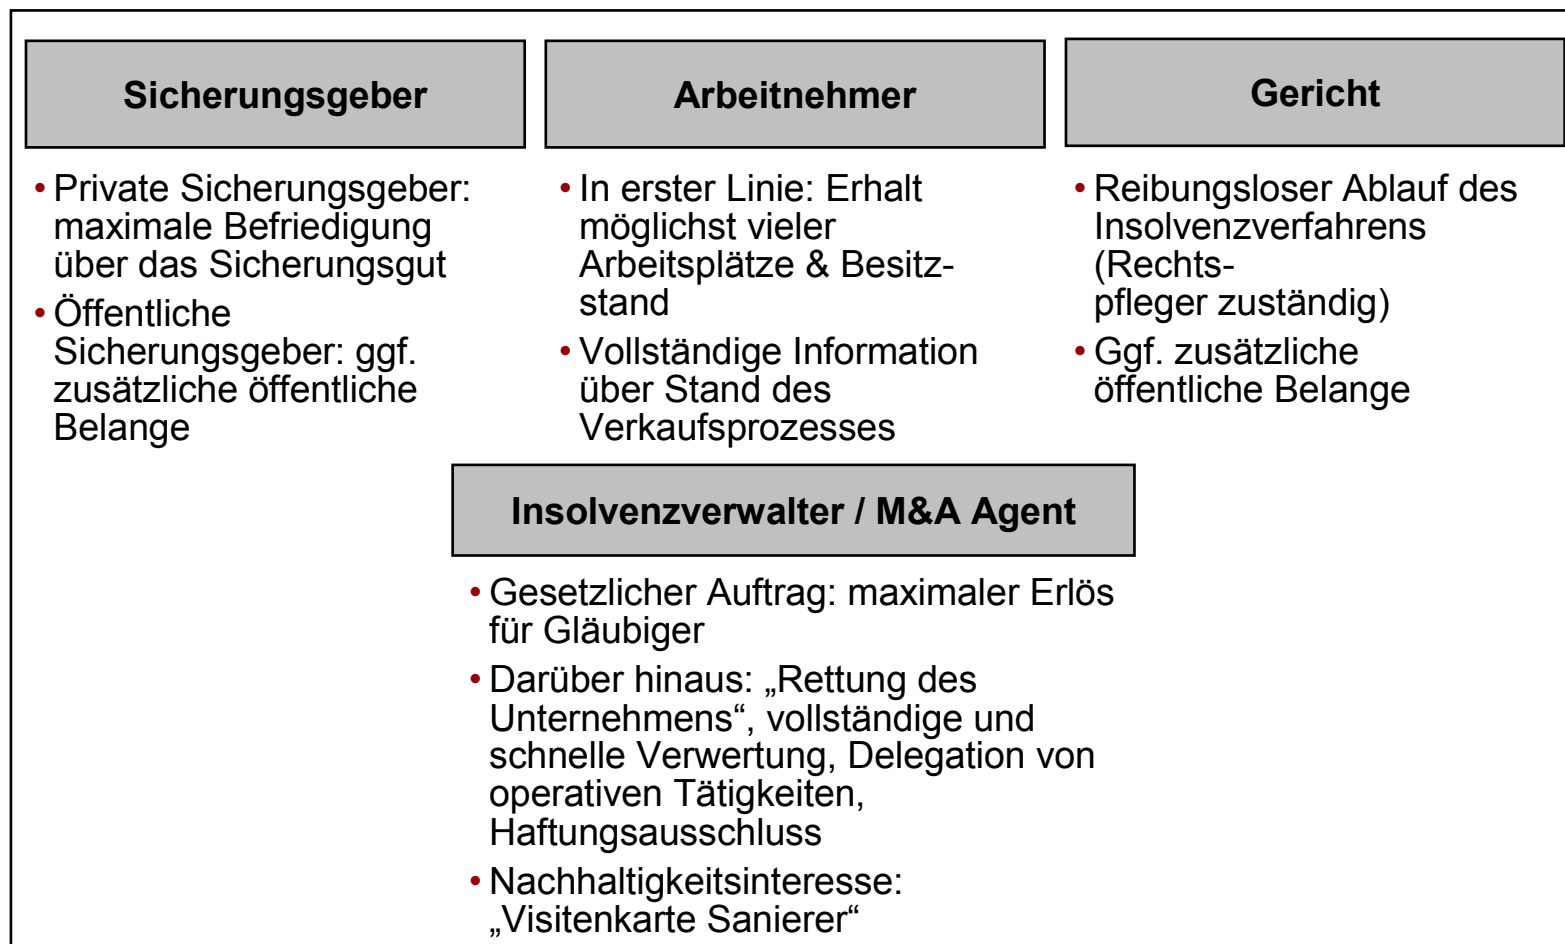 Sicherungsgeber
• Private Sicherungsgeber:
maximale Befriedigung
über das Sicherungsgut
• Öffentliche
Sicherungsgeber: ggf.
zusätzliche öffentliche
Belange
Arbeitnehmer
• In erster Linie: Erhalt
möglichst vieler
Arbeitsplätze & Besitz-
stand
• Vollständige Information
über Stand des
Verkaufsprozesses
Gericht
• Reibungsloser Ablauf des
Insolvenzverfahrens
(Rechts-
pfleger zuständig)
• Ggf. zusätzliche
öffentliche Belange
Insolvenzverwalter / M&A Agent
• Gesetzlicher Auftrag: maximaler Erlös
für Gläubiger
• Darüber hinaus: „Rettung des
Unternehmens“, vollständige und
schnelle Verwertung, Delegation von
operativen Tätigkeiten,
Haftungsausschluss
• Nachhaltigkeitsinteresse:
„Visitenkarte Sanierer“